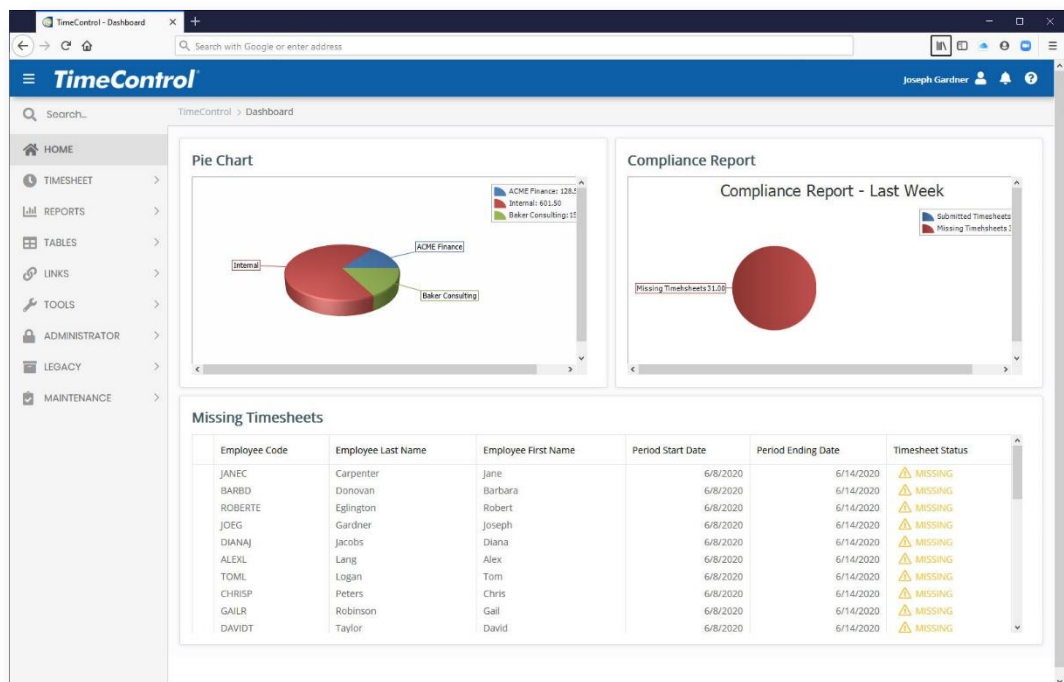 TimeControl - Dashboard
Search with Google or enter address
TimeControl
Joseph Gardner
Search...
TimeControl > Dashboard
HOME
TIMESHEET
REPORTS
TABLES
LINKS
TOOLS
ADMINISTRATOR
LEGACY
MAINTENANCE
Pie Chart
ACME Finance: 128.5
Internal: 601.50
Baker Consulting: 15
ACME Finance
Internal
Baker Consulting
Compliance Report
Compliance Report - Last Week
Submitted Timesheets
Missing Timehsheets
Missing Timehsheets 31.00
Missing Timesheets
Employee Code Employee Last Name Employee First Name Period Start Date Period Ending Date Timesheet Status
JANEC Carpenter Jane 6/8/2020 6/14/2020 MISSING
BARBD Donovan Barbara 6/8/2020 6/14/2020 MISSING
ROBERTE Eglington Robert 6/8/2020 6/14/2020 MISSING
JOEG Gardner Joseph 6/8/2020 6/14/2020 MISSING
DIANAJ Jacobs Diana 6/8/2020 6/14/2020 MISSING
ALEXL Lang Alex 6/8/2020 6/14/2020 MISSING
TOML Logan Tom 6/8/2020 6/14/2020 MISSING
CHRISP Peters Chris 6/8/2020 6/14/2020 MISSING
GAILR Robinson Gail 6/8/2020 6/14/2020 MISSING
DAVIDT Taylor David 6/8/2020 6/14/2020 MISSING